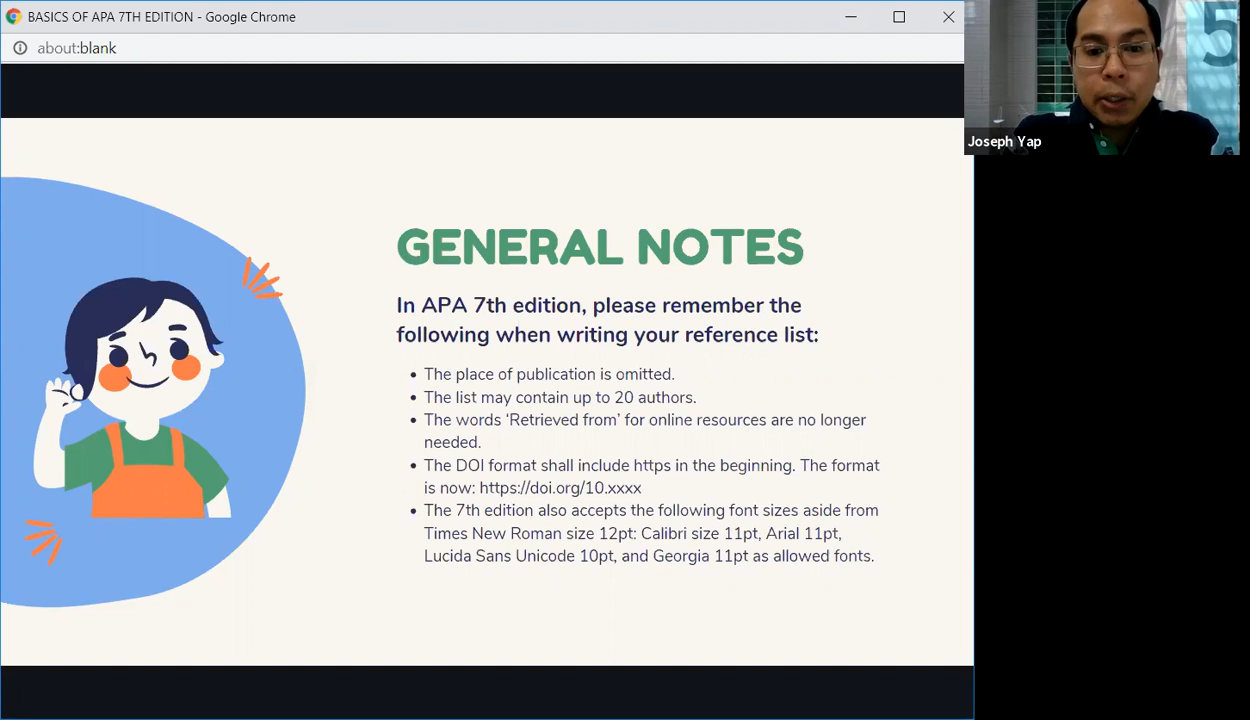 BASICS OF APA 7TH EDITION - Google Chrome
about:blank
5
Joseph Yap
GENERAL NOTES
In APA 7th edition, please remember the
following when writing your reference list:
• The place of publication is omitted.
• The list may contain up to 20 authors.
• The words ‘Retrieved from’ for online resources are no longer
needed.
• The DOI format shall include https in the beginning. The format
is now: https://doi.org/10.xxxx
• The 7th edition also accepts the following font sizes aside from
Times New Roman size 12pt: Calibri size 11pt, Arial 11pt,
Lucida Sans Unicode 10pt, and Georgia 11pt as allowed fonts.